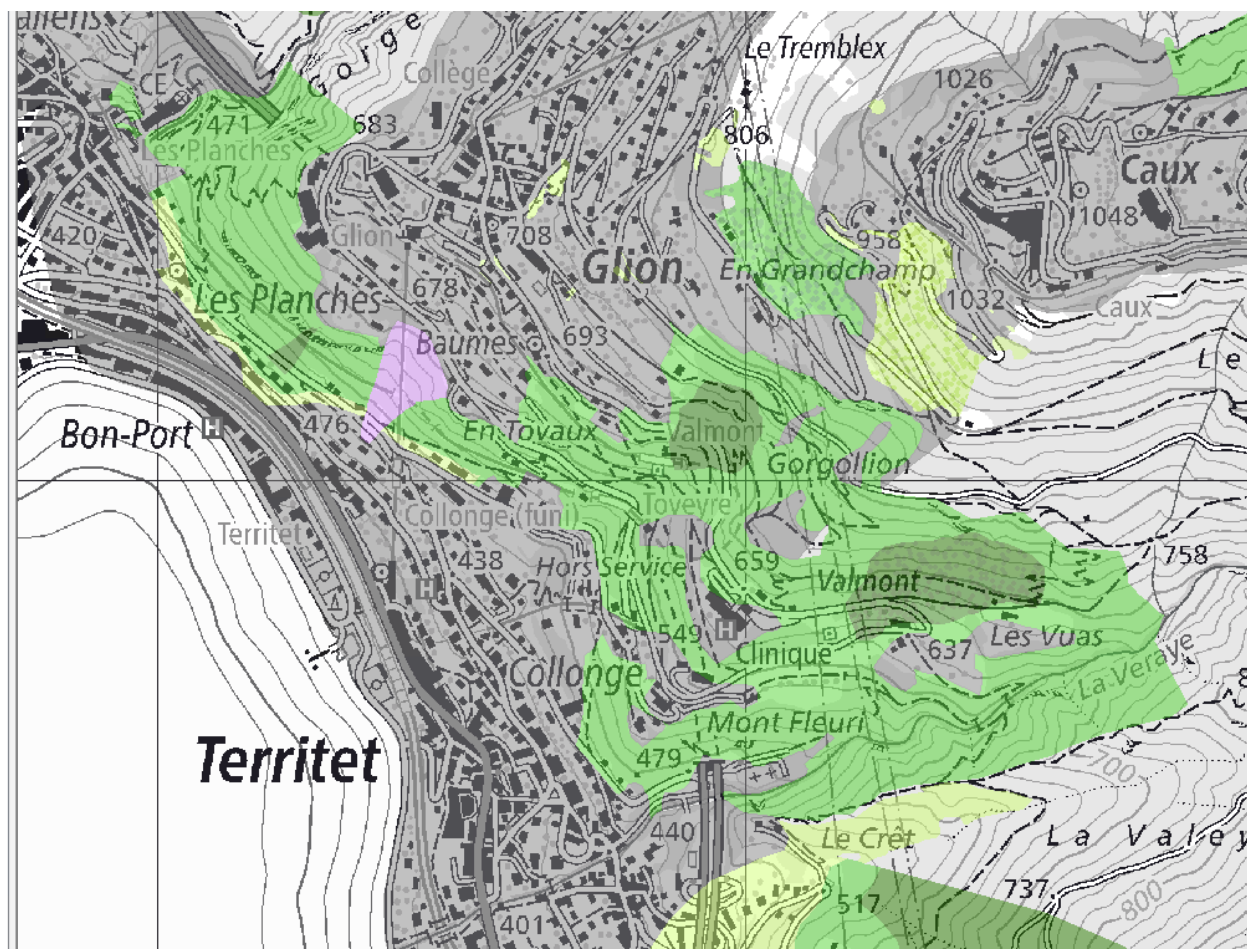 Gorge
Le Tremblex
CE
Collège
1026
471
683
806
Les Planches
Caux
1048
420
Glion
708
958
Glion
En Grandchamp
678
1032
Les Planches
Caux
693
Baumes
Le
476
Bon-Port
H
En Tovaux
Valmont
Gorgollion
Collonge (funi)
Toveyre
Territet
438
Hors Service
659
758
Valmont
H
549
H
Les Vuas
637
Clinique
Collonge
La Veraye
Mont Fleuri
Territet
479
700
440
Le Crêt
La Valey
737
517
800
401